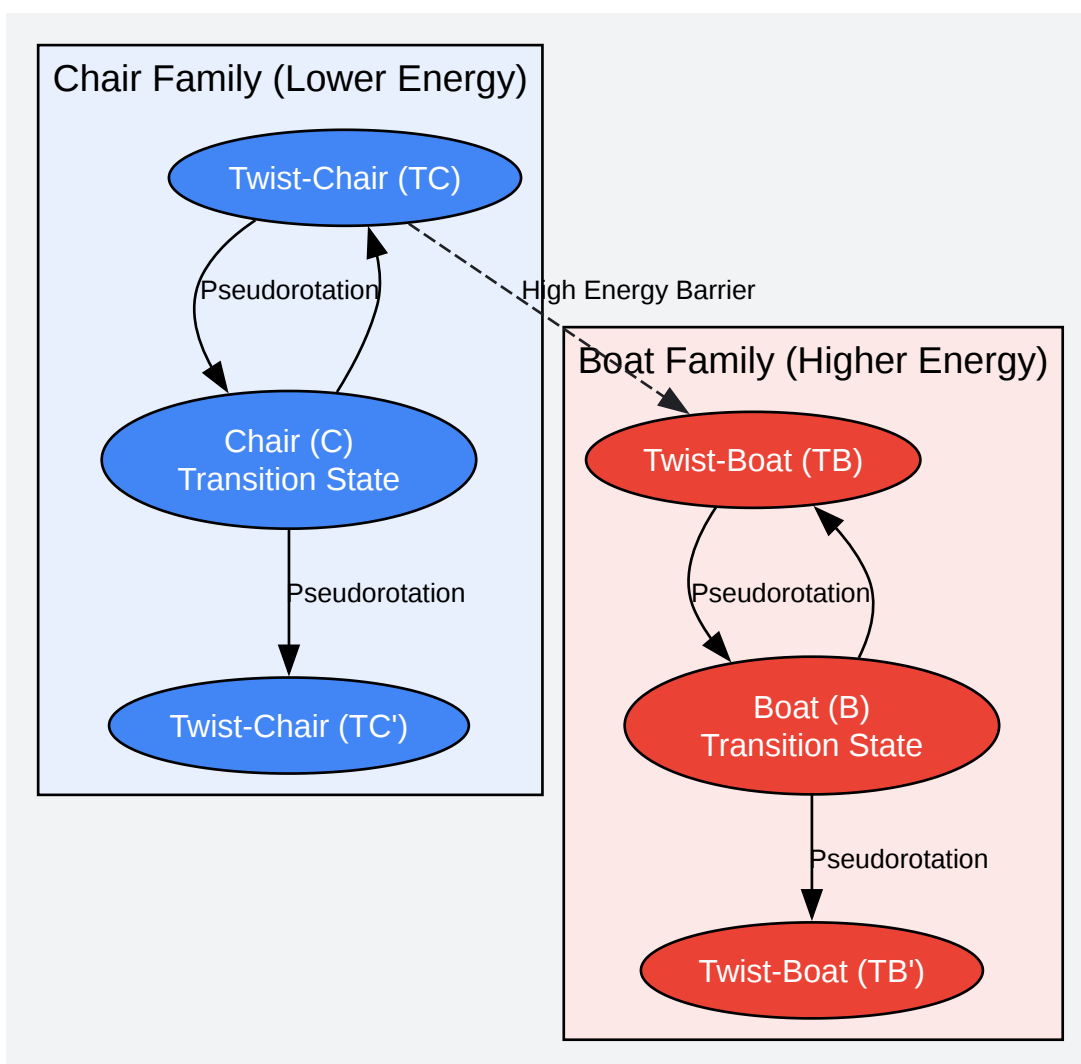 Chair Family (Lower Energy)
Twist-Chair (TC)
Pseudorotation
High Energy Barrier
Chair (C)
Transition State
Pseudorotation
Twist-Chair (TC')
Boat Family (Higher Energy)
Twist-Boat (TB)
Pseudorotation
Boat (B)
Transition State
Pseudorotation
Twist-Boat (TB')